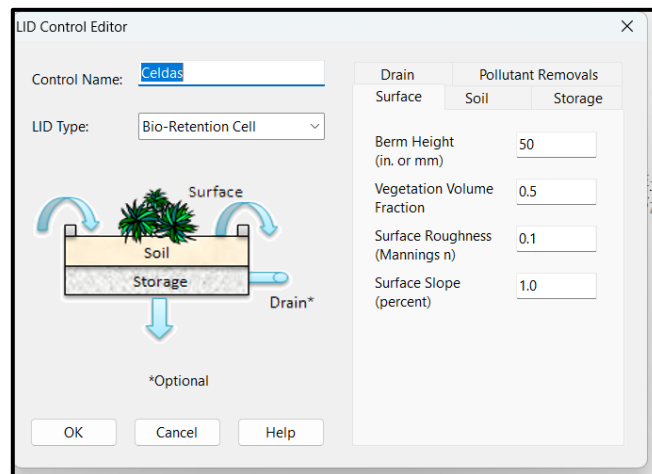 LID Control Editor
Control Name: Celdas
LID Type: Bio-Retention Cell
Surface
Soil
Storage
Drain*
*Optional
OK Cancel Help
Drain Pollutant Removals
Surface Soil Storage
Berm Height
(in. or mm)
50
Vegetation Volume
Fraction
0.5
Surface Roughness
(Mannings n)
0.1
Surface Slope
(percent)
1.0